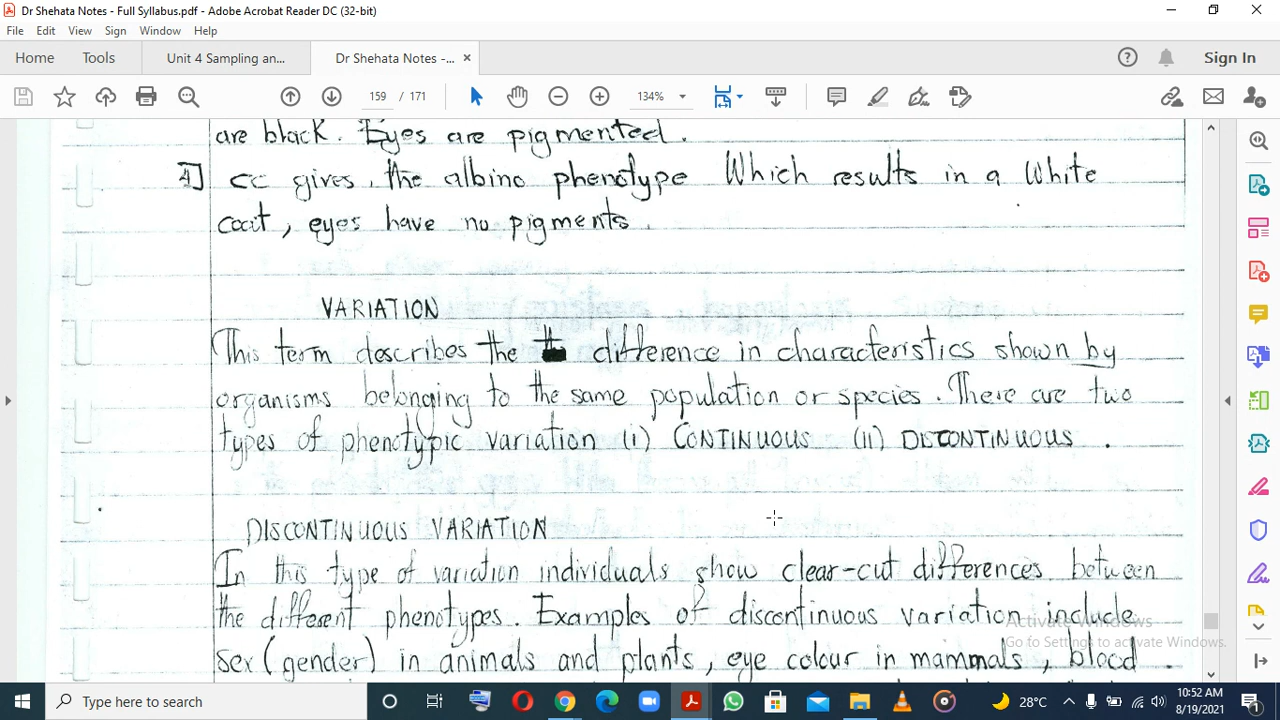 Dr Shehata Notes - Full Syllabus.pdf - Adobe Acrobat Reader DC (32-bit)
File Edit View Sign Window Help
Home Tools Unit 4 Sampling an... Dr Shehata Notes -... × Sign In
159 / 171 134%
are black. Eyes are pigmented.
4] cc gives, the albino phenotype Which results in a White
coat, eyes have no pigments.
VARIATION
This term describes the difference in characteristics shown by
organisms belonging to the same population or species. There are two
types of phenotypic variation (i) CONTINUOUS (ii) DISCONTINUOUS.
DISCONTINUOUS VARIATION
In this type of variation individuals show clear-cut differences between
the different phenotypes. Examples of discontinuous variation include
Sex (gender) in animals and plants, eye colour in mammals, blood
Activate Windows
Go to Settings to activate Windows.
Type here to search
28°C
10:52 AM
8/19/2021